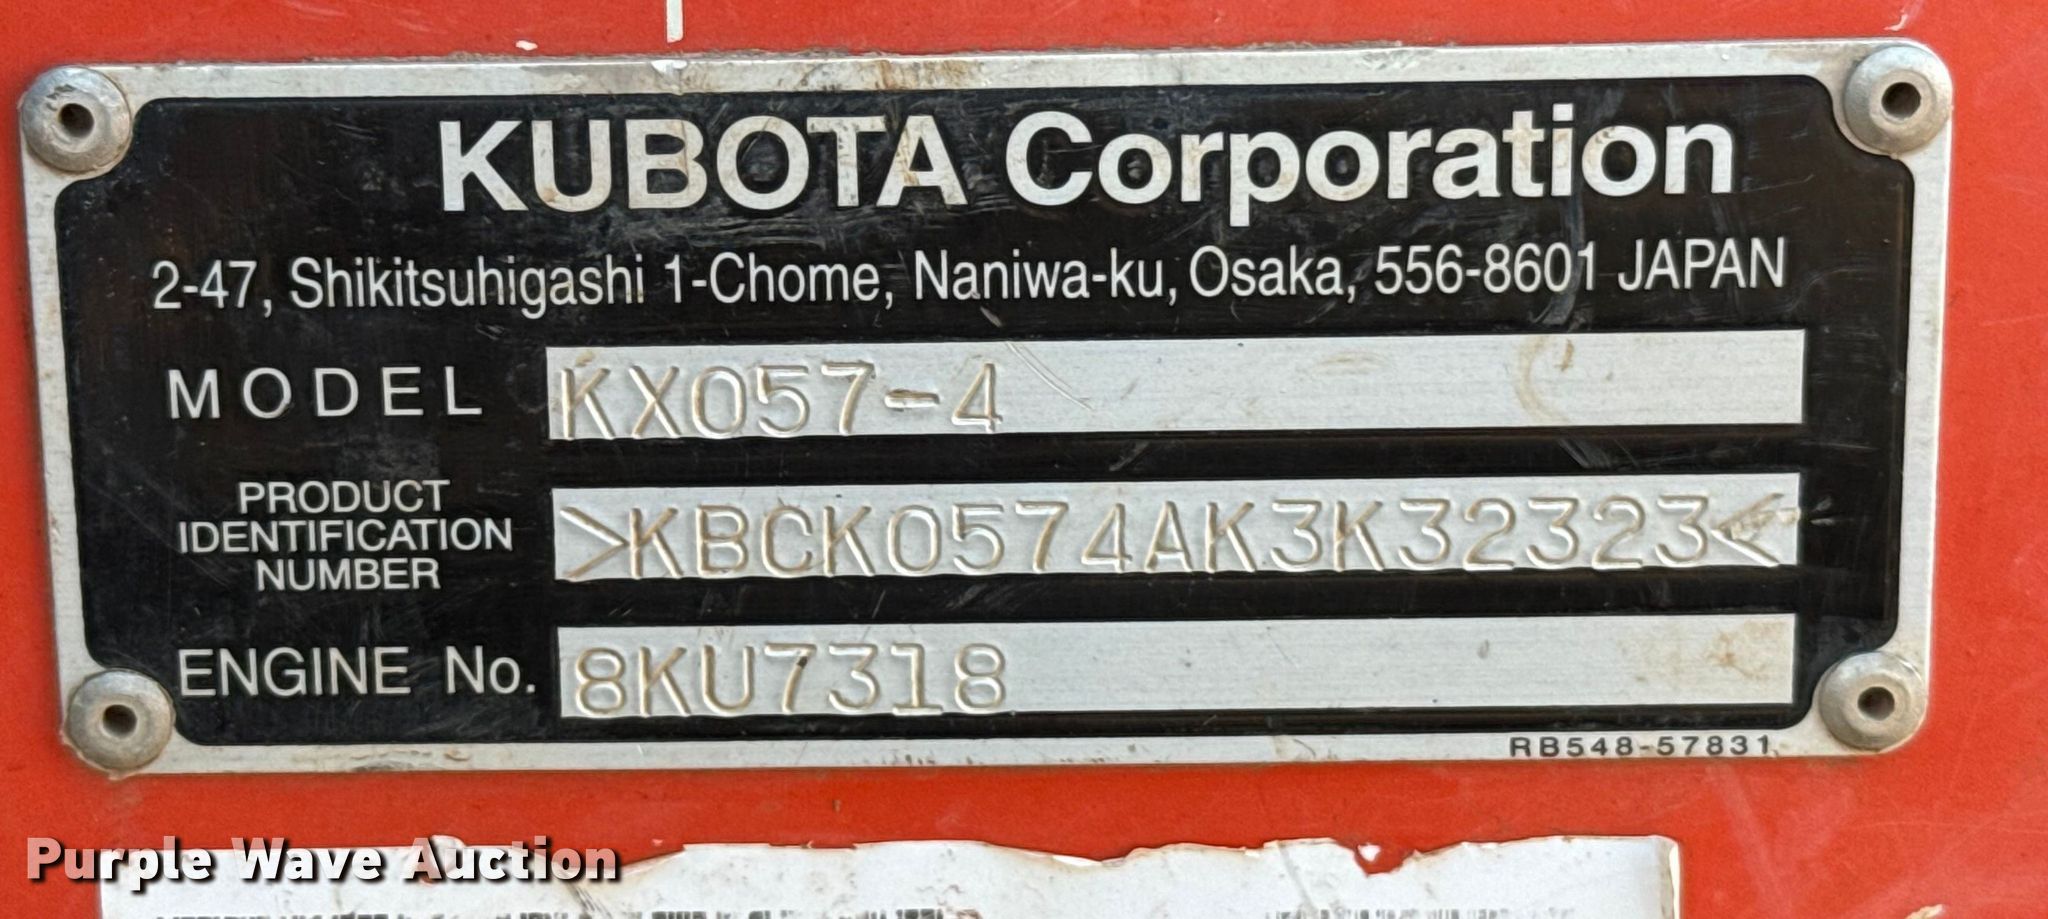 KUBOTA Corporation
2-47, Shikitsuhigashi 1-Chome, Naniwa-ku, Osaka, 556-8601 JAPAN
MODEL KX057-4
PRODUCT IDENTIFICATION NUMBER >KBCK0574AK3K32323<
ENGINE No. 8KU7318
RB548-57831
Purple Wave Auction